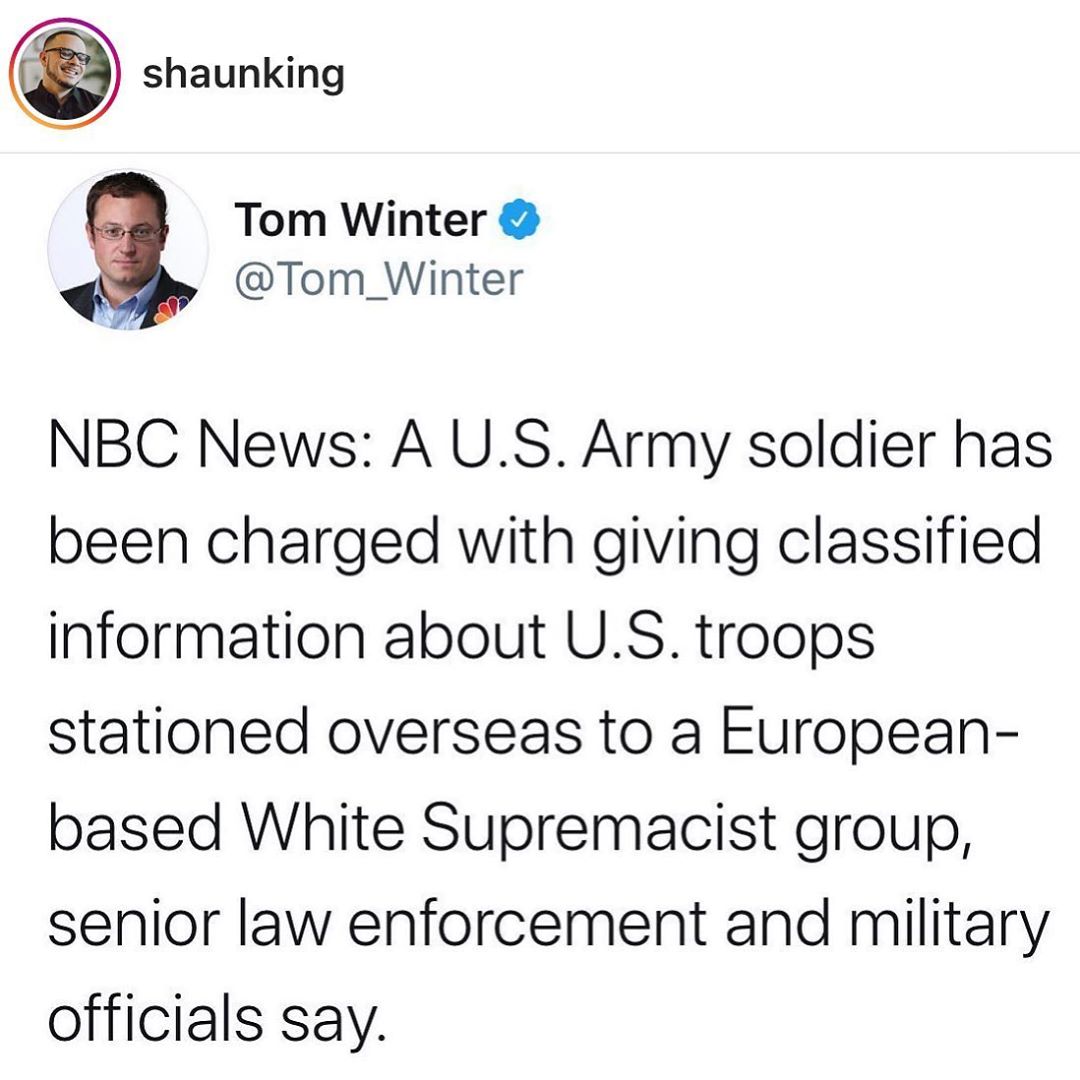 shaunking
Tom Winter
@Tom_Winter
NBC News: A U.S. Army soldier has
been charged with giving classified
information about U.S. troops
stationed overseas to a European-
based White Supremacist group,
senior law enforcement and military
officials say.